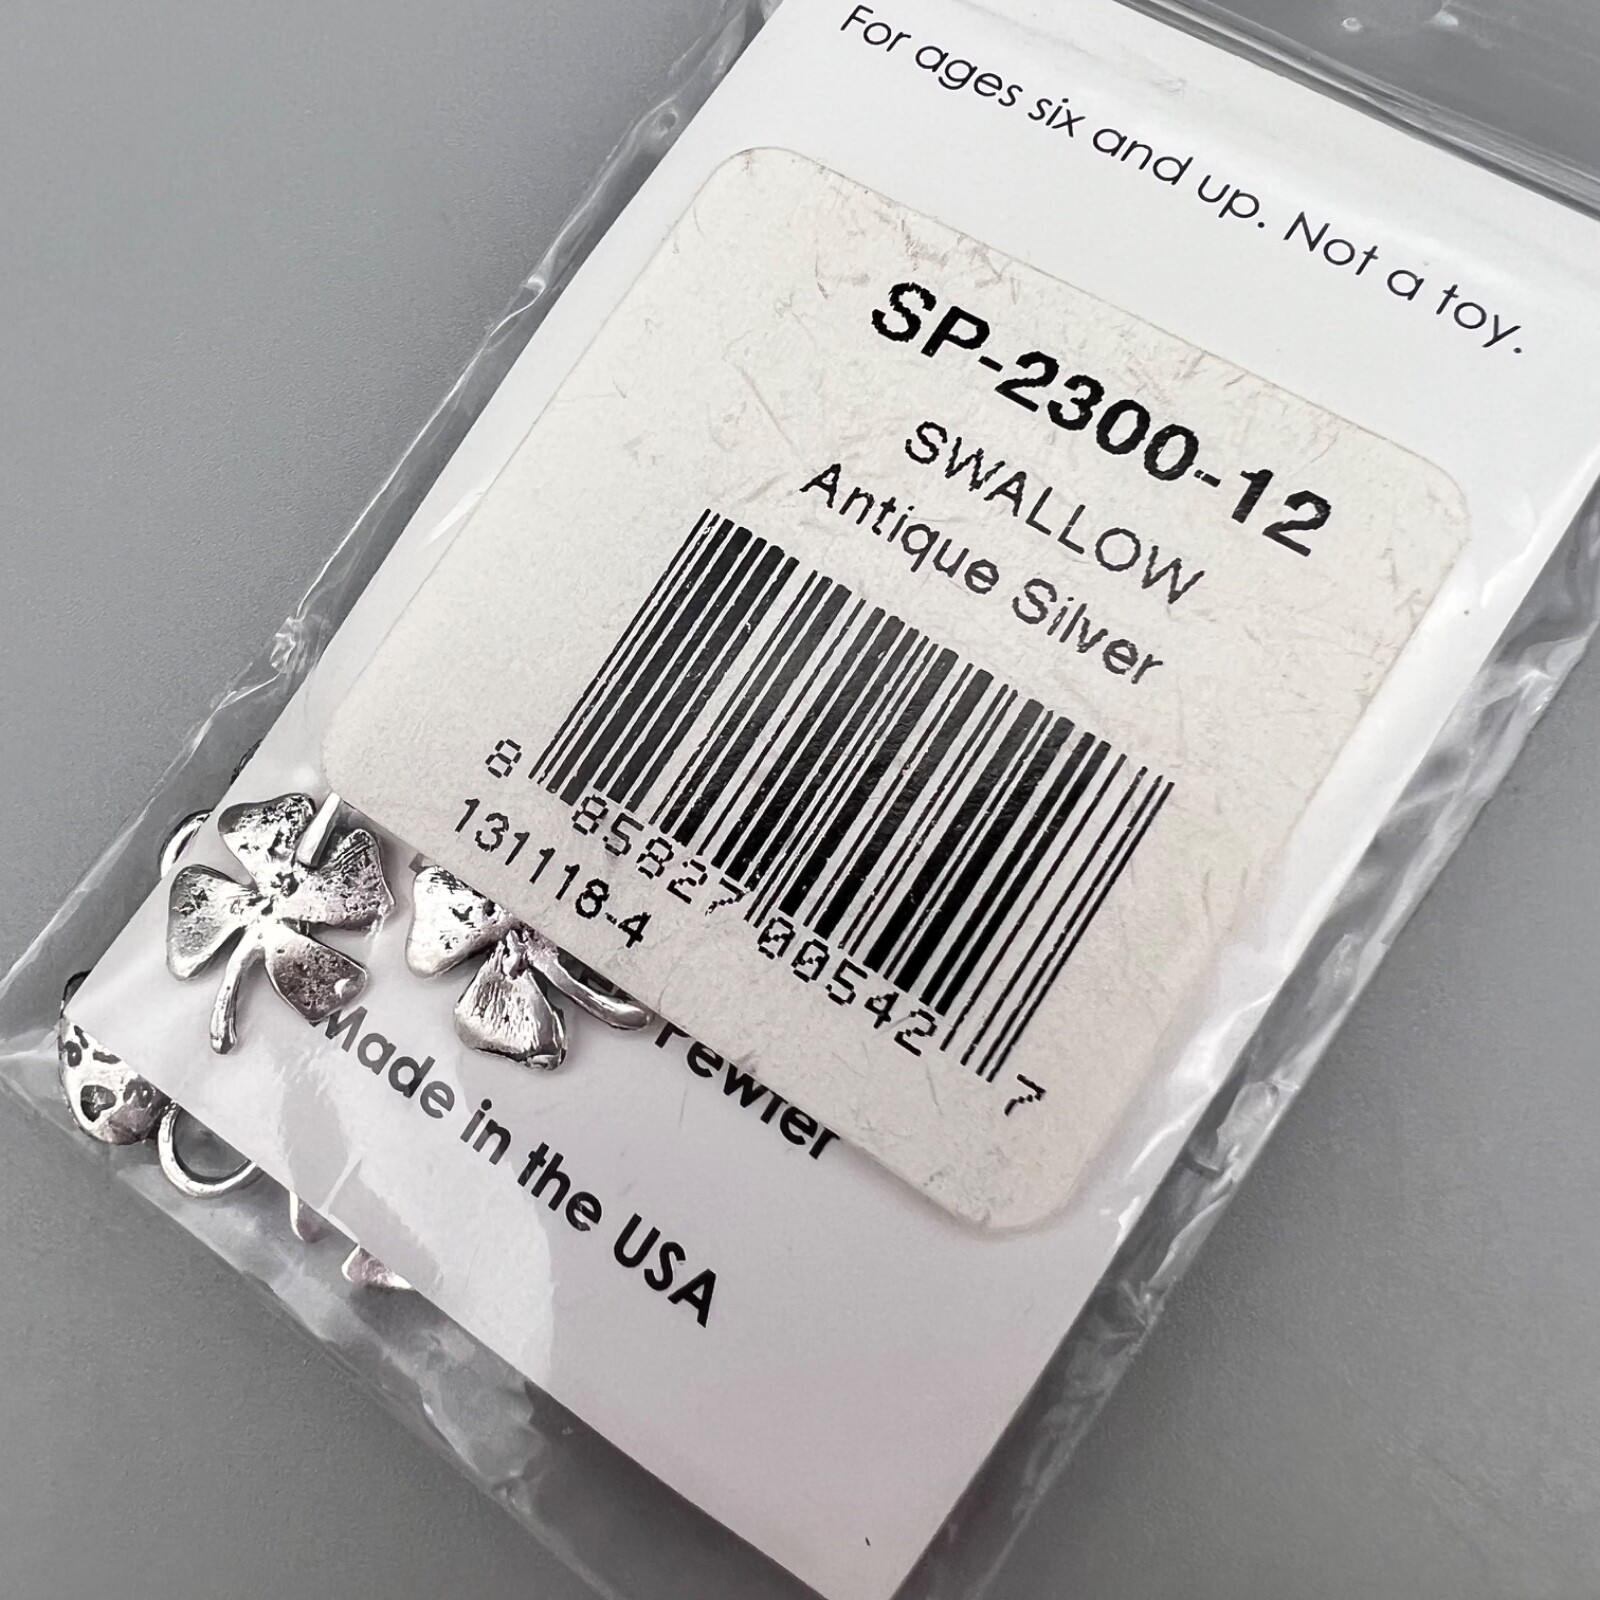 For ages six and up. Not a toy.
SP-2300-12
SWALLOW
Antique Silver
8 85827 00542 7
131118-4
Pewter
Made in the USA